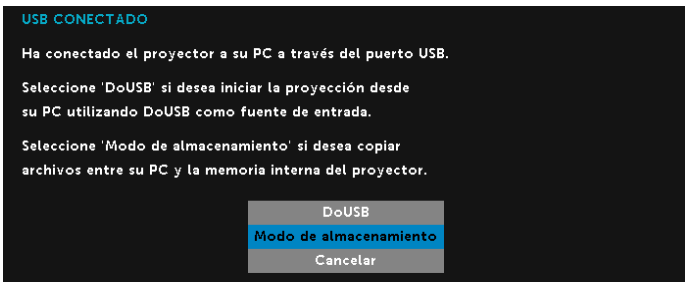 USB CONECTADO
Ha conectado el proyector a su PC a través del puerto USB.
Seleccione 'DoUSB' si desea iniciar la proyección desde
su PC utilizando DoUSB como fuente de entrada.
Seleccione 'Modo de almacenamiento' si desea copiar
archivos entre su PC y la memoria interna del proyector.
DoUSB
Modo de almacenamiento
Cancelar